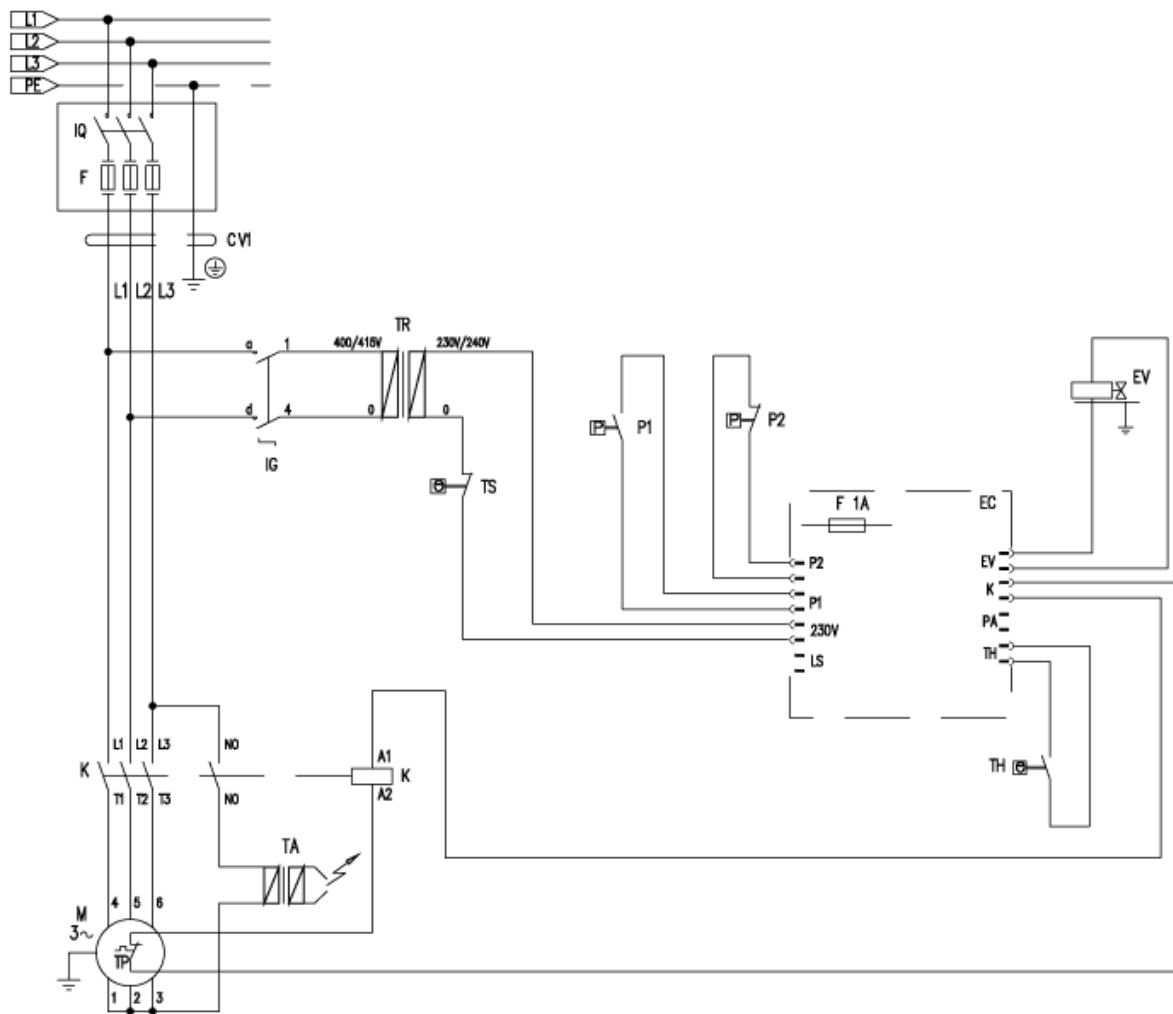 L1
L2
L3
PE
IQ
F
CV1
L1 L2 L3
TR
a 1 400/415V 230V/240V
d 4 0 0
IG
TS
P P1
P P2
EV
F 1A EC
P2
P1
230V
LS
EV
K
PA
TH
TH
L1 L2 L3 NO
K
T1 T2 T3 NO
A1
K
A2
TA
4 5 6
M
3~
TP
1 2 3